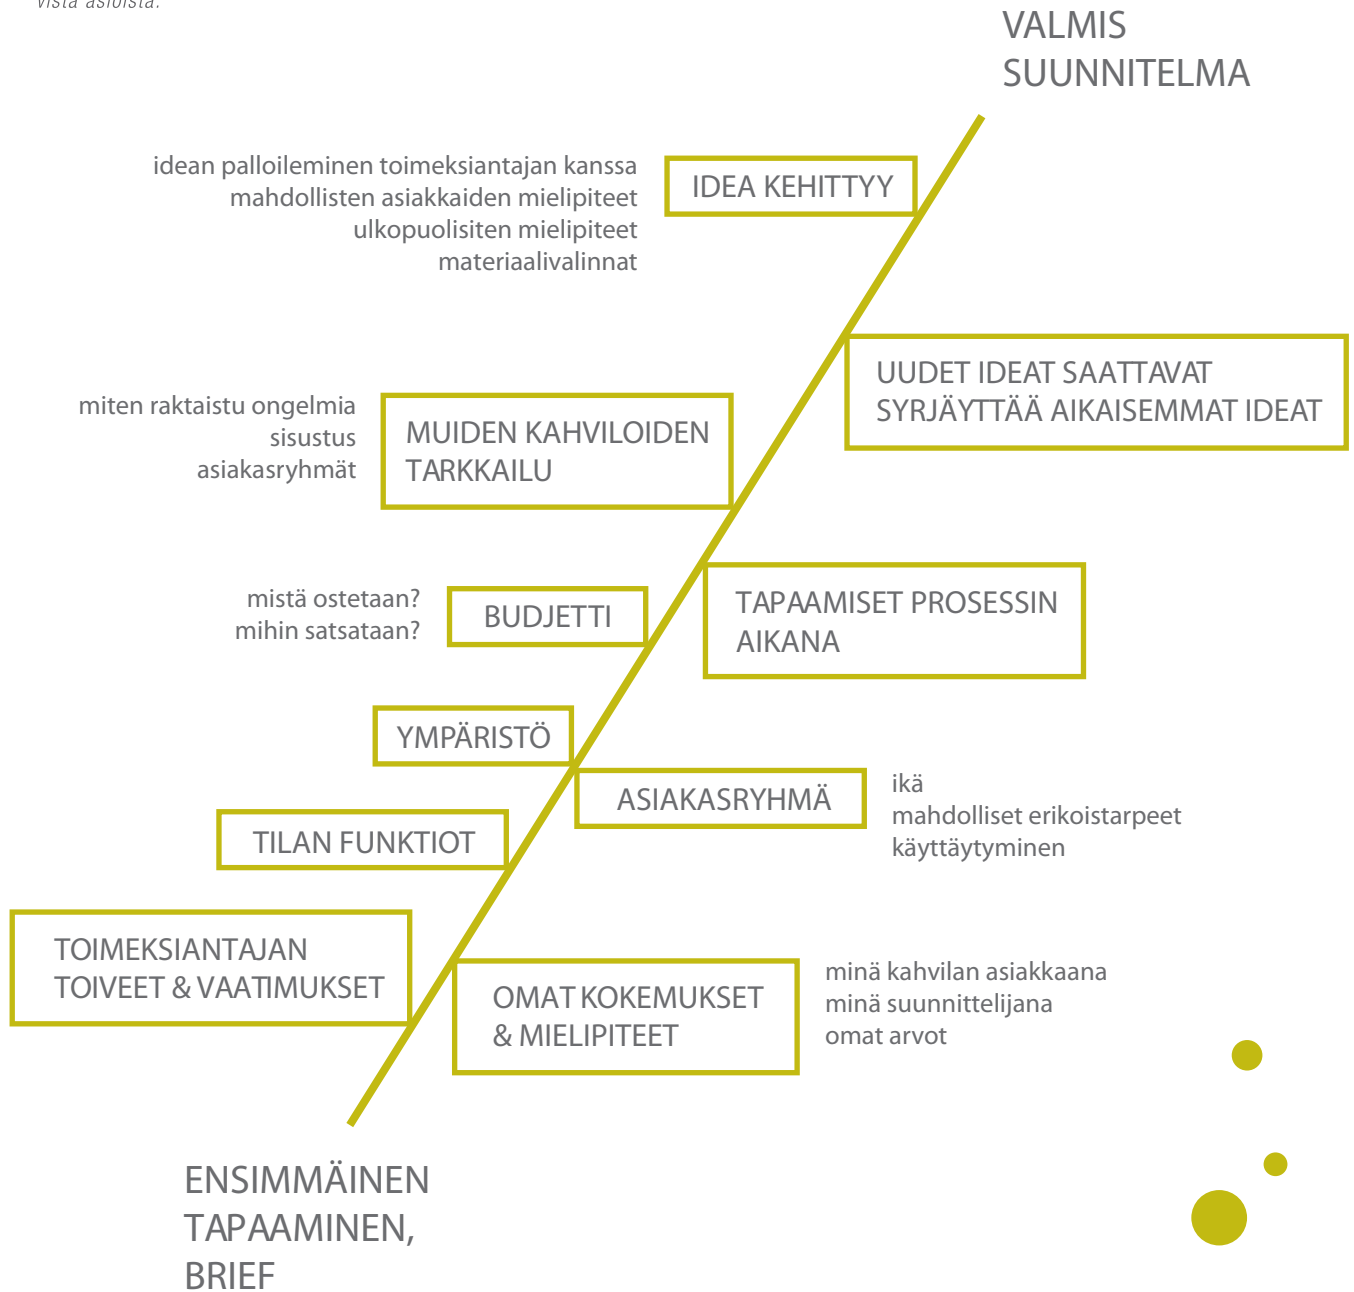 vistä asioista.
VALMIS
SUUNNITELMA
idean palloileminen toimeksiantajan kanssa
mahdollisten asiakkaiden mielipiteet
ulkopuolisiten mielipiteet
materiaalivalinnat
IDEA KEHITTYY
UUDET IDEAT SAATTAVAT
SYRJÄYTTÄÄ AIKAISEMMAT IDEAT
miten raktaistu ongelmia
sisustus
asiakasryhmät
MUIDEN KAHVILOIDEN
TARKKAILU
mistä ostetaan?
mihin satsataan?
BUDJETTI
TAPAAMISET PROSESSIN
AIKANA
YMPÄRISTÖ
ASIAKASRYHMÄ
ikä
mahdolliset erikoistarpeet
käyttäytyminen
TILAN FUNKTIOT
TOIMEKSIANTAJAN
TOIVEET & VAATIMUKSET
OMAT KOKEMUKSET
& MIELIPITEET
minä kahvilan asiakkaana
minä suunnittelijana
omat arvot
ENSIMMÄINEN
TAPAAMINEN,
BRIEF